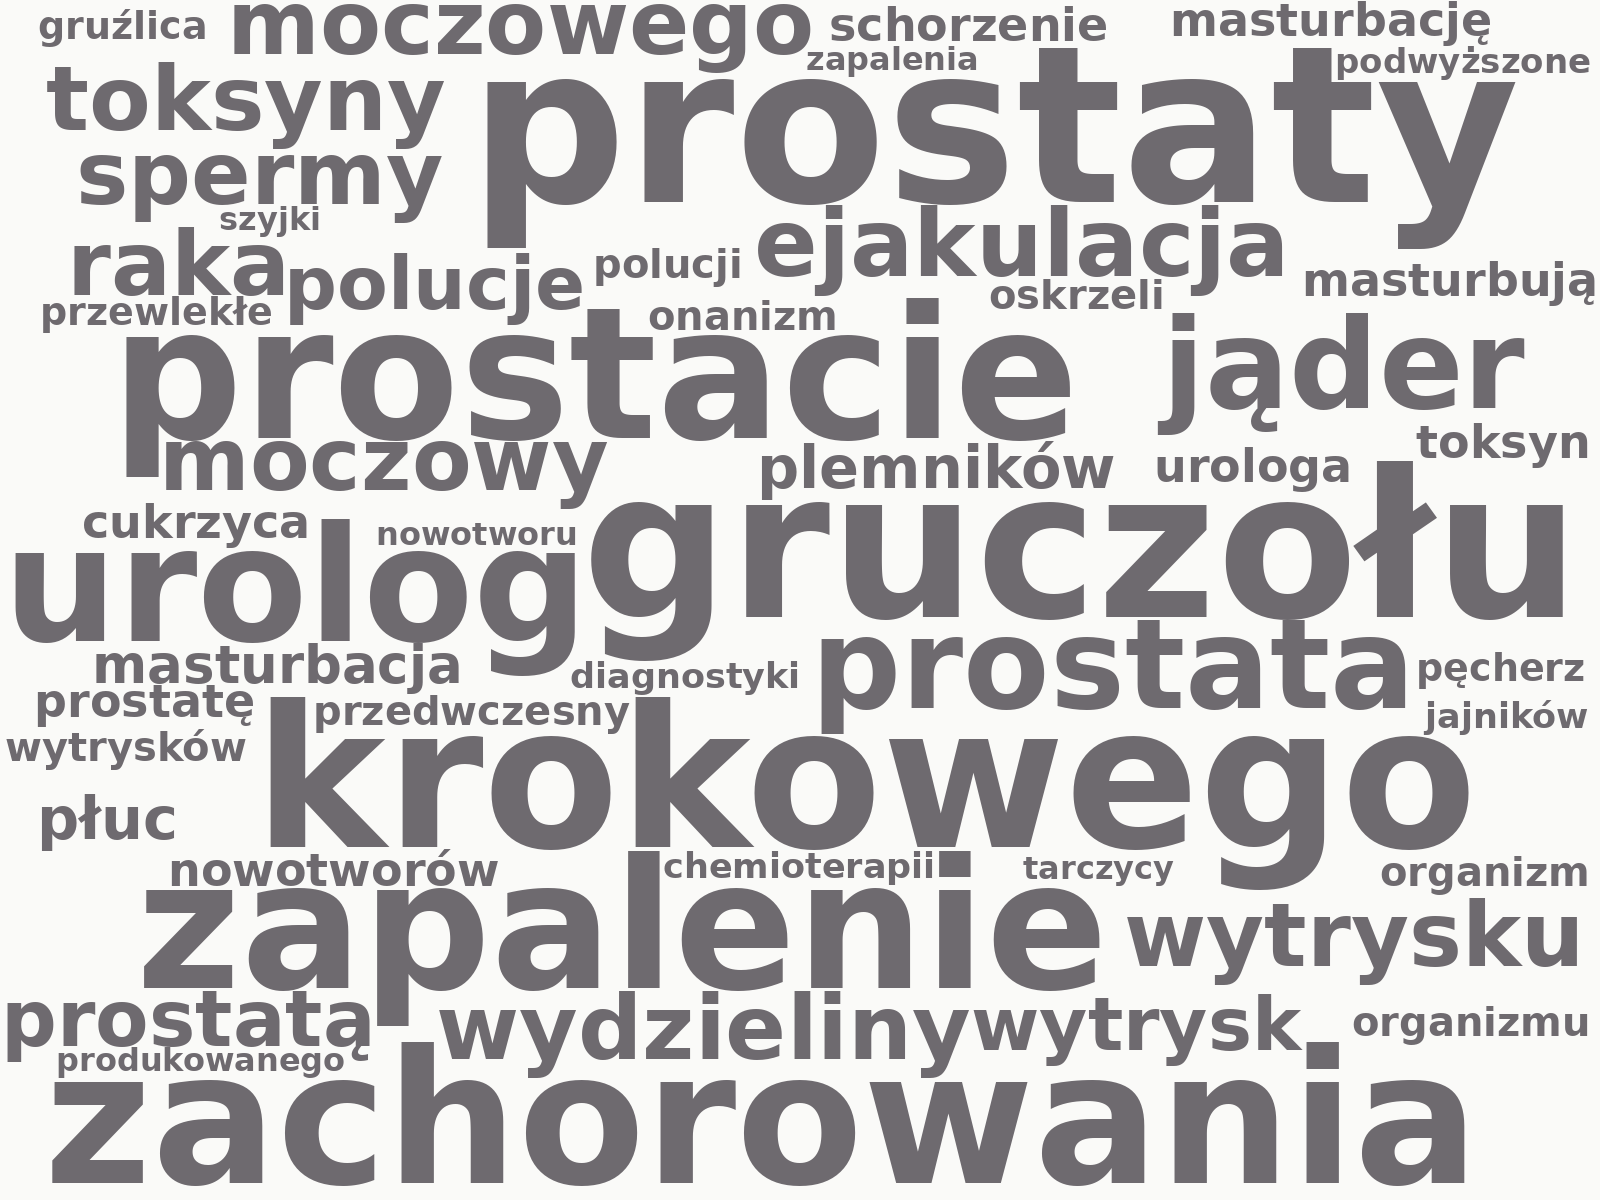 gruźlica moczowego schorzenie masturbację
zapalenia podwyższone
toksyny prostaty
spermy
szyjki
raka polucje polucji ejakulacja masturbują
przewlekłe onanizm oskrzeli
prostacie jąder
moczowy plemników urologa toksyn
cukrzyca nowotworu gruczołu
urolog
masturbacja diagnostyki prostata pęcherz
prostatę przedwczesny jajników
wytrysków krokowego
płuc
nowotworów chemioterapii tarczycy organizm
zapalenie wytrysku
prostatą wydzieliny wytrysk organizmu
produkowanego
zachorowania